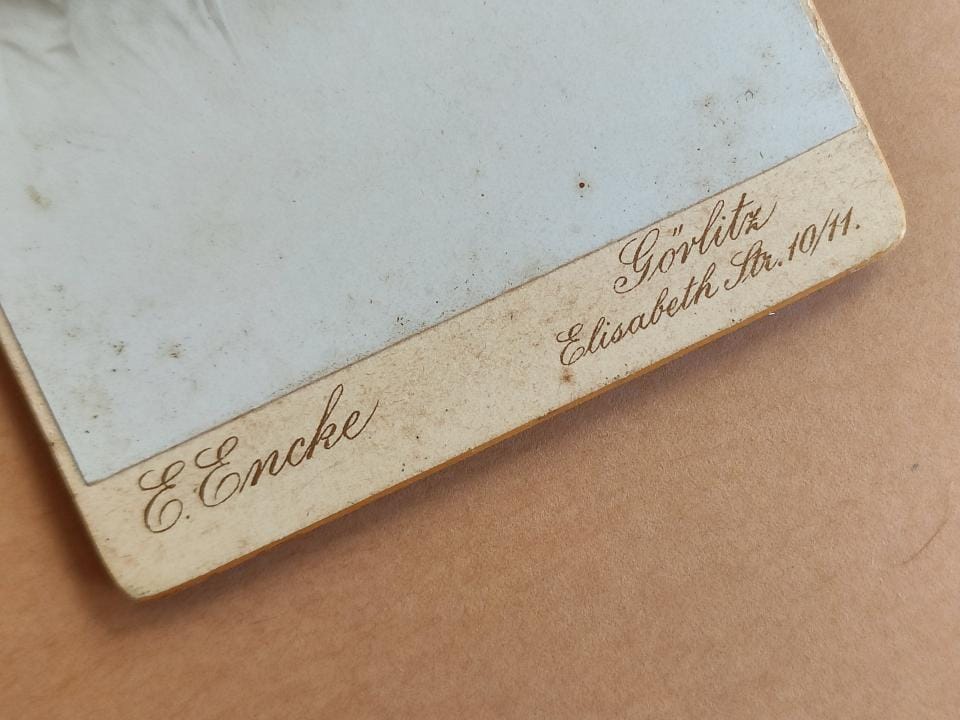 E. Encke
Görlitz
Elisabeth Str. 10/11.